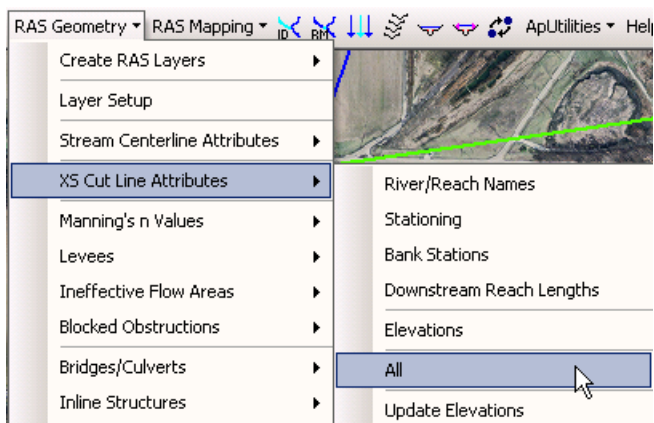 RAS Geometry RAS Mapping ID RM ApUtilities Help
Create RAS Layers
Layer Setup
Stream Centerline Attributes
XS Cut Line Attributes
Manning's n Values
Levees
Ineffective Flow Areas
Blocked Obstructions
Bridges/Culverts
Inline Structures
River/Reach Names
Stationing
Bank Stations
Downstream Reach Lengths
Elevations
All
Update Elevations